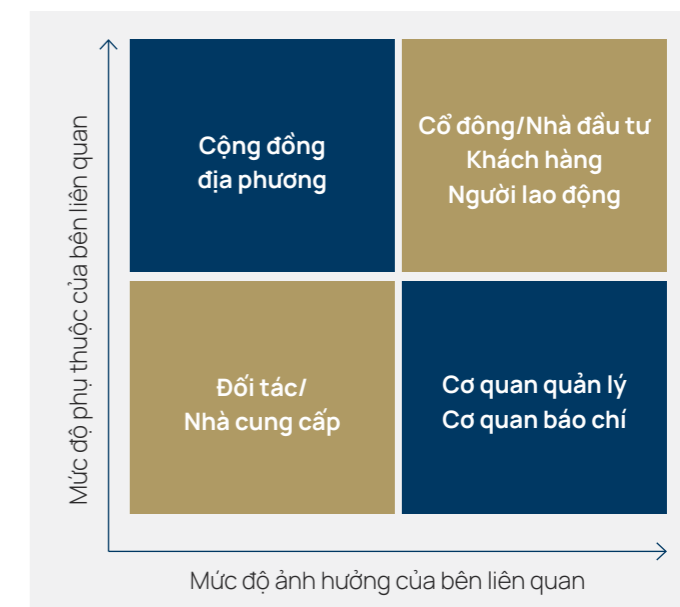 Mức độ phụ thuộc của bên liên quan
Cộng đồng
địa phương
Cổ đông/Nhà đầu tư
Khách hàng
Người lao động
Đối tác/
Nhà cung cấp
Cơ quan quản lý
Cơ quan báo chí
Mức độ ảnh hưởng của bên liên quan